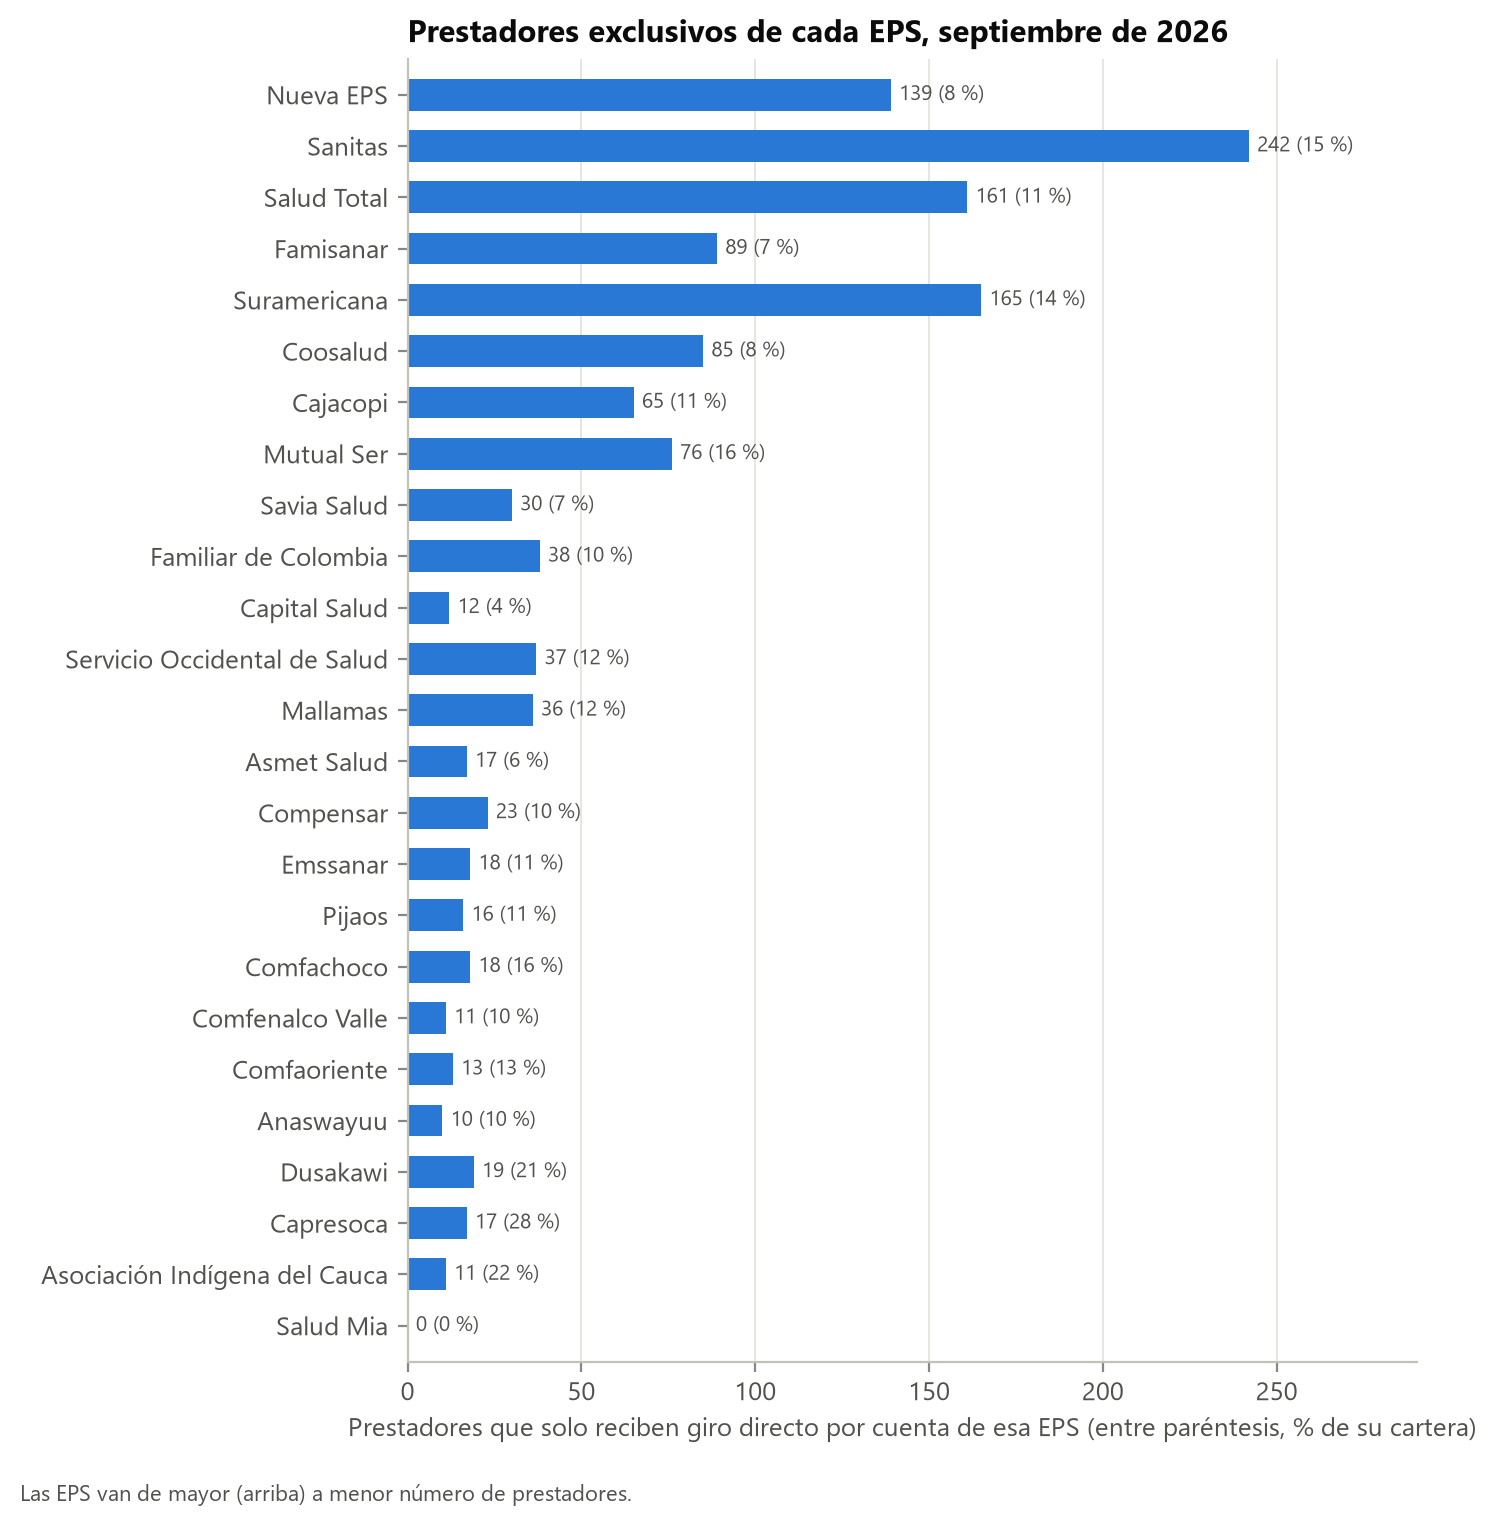 Prestadores exclusivos de cada EPS, septiembre de 2026
Nueva EPS 139 (8 %)
Sanitas 242 (15 %)
Salud Total 161 (11 %)
Famisanar 89 (7 %)
Suramericana 165 (14 %)
Coosalud 85 (8 %)
Cajacopi 65 (11 %)
Mutual Ser 76 (16 %)
Savia Salud 30 (7 %)
Familiar de Colombia 38 (10 %)
Capital Salud 12 (4 %)
Servicio Occidental de Salud 37 (12 %)
Mallamas 36 (12 %)
Asmet Salud 17 (6 %)
Compensar 23 (10 %)
Emssanar 18 (11 %)
Pijaos 16 (11 %)
Comfachoco 18 (16 %)
Comfenalco Valle 11 (10 %)
Comfaoriente 13 (13 %)
Anaswayuu 10 (10 %)
Dusakawi 19 (21 %)
Capresoca 17 (28 %)
Asociación Indígena del Cauca 11 (22 %)
Salud Mia 0 (0 %)
0 50 100 150 200 250
Prestadores que solo reciben giro directo por cuenta de esa EPS (entre paréntesis, % de su cartera)
Las EPS van de mayor (arriba) a menor número de prestadores.